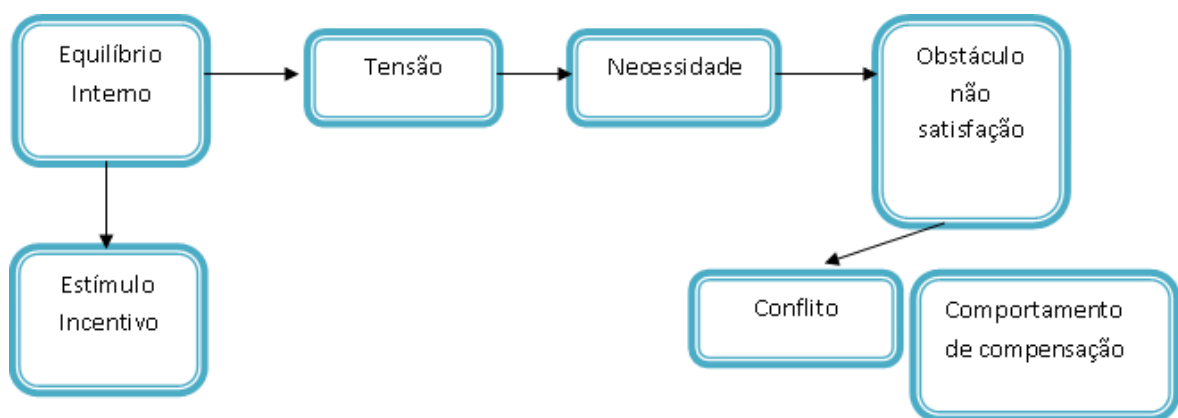 Equilíbrio
Interno
Tensão
Necessidade
Obstáculo
não
satisfação
Estímulo
Incentivo
Conflito
Comportamento
de compensação